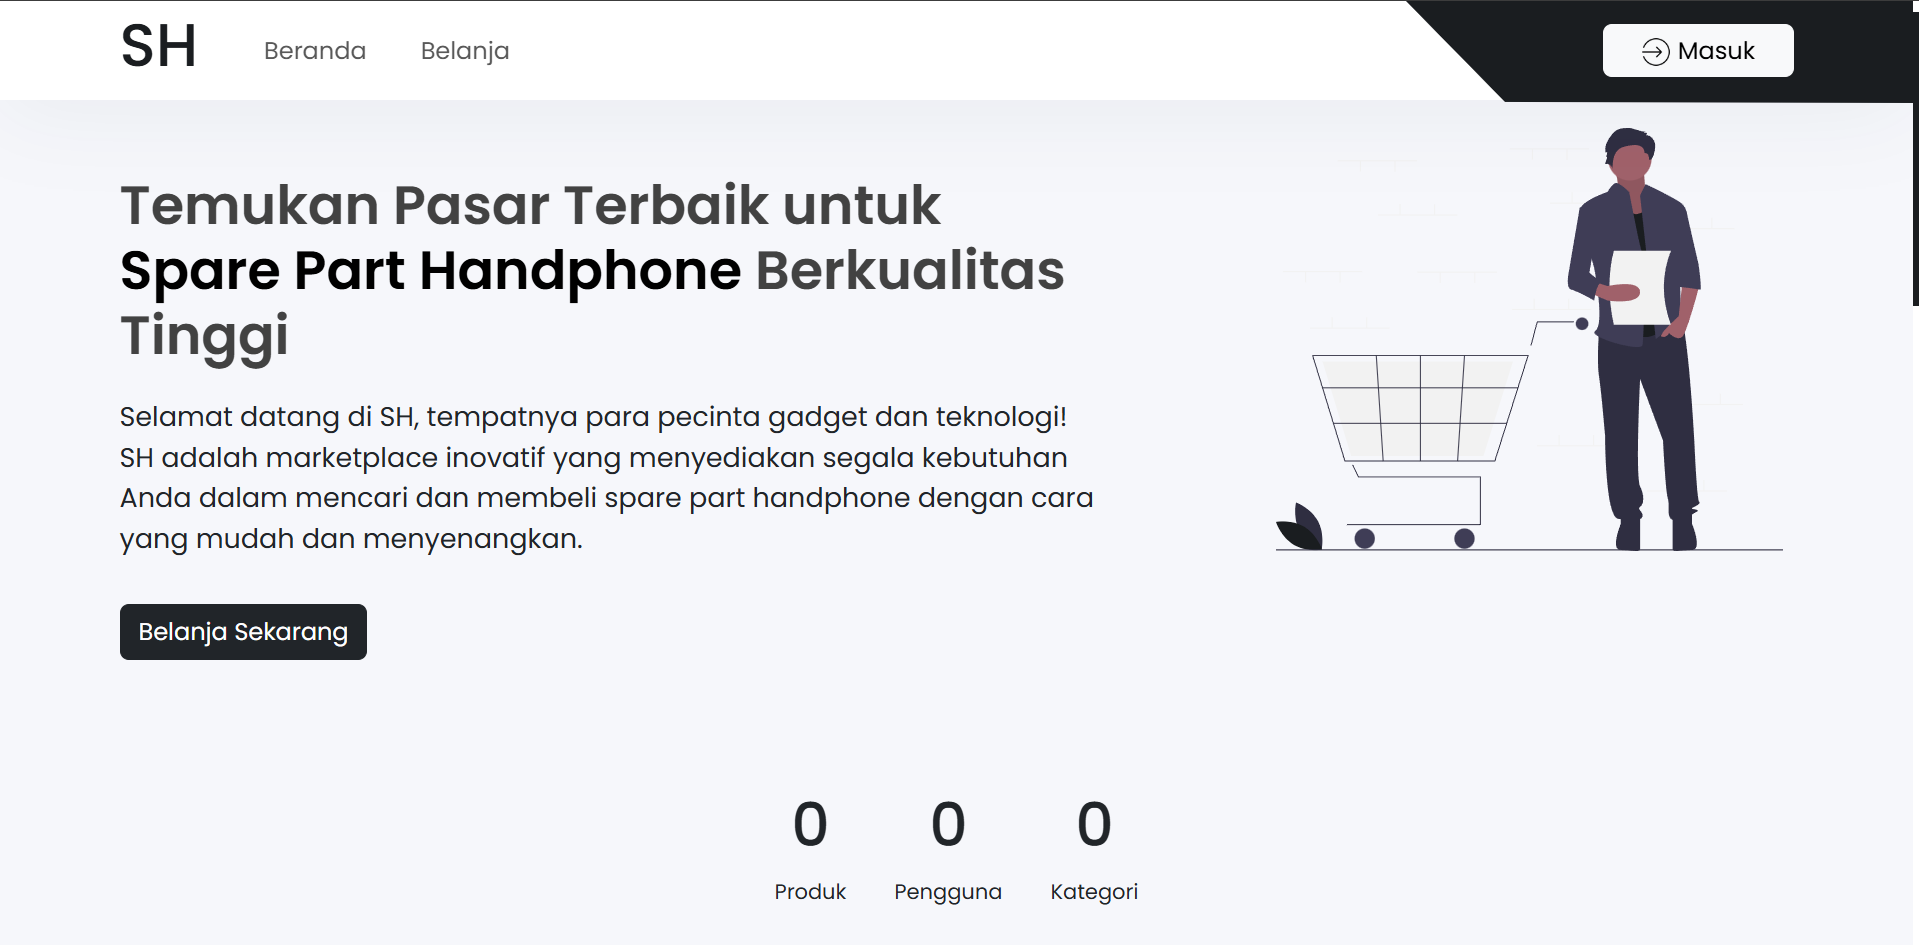 SH
Beranda
Belanja
Masuk
Temukan Pasar Terbaik untuk
Spare Part Handphone Berkualitas
Tinggi
Selamat datang di SH, tempatnya para pecinta gadget dan teknologi!
SH adalah marketplace inovatif yang menyediakan segala kebutuhan
Anda dalam mencari dan membeli spare part handphone dengan cara
yang mudah dan menyenangkan.
Belanja Sekarang
0 0 0
Produk Pengguna Kategori